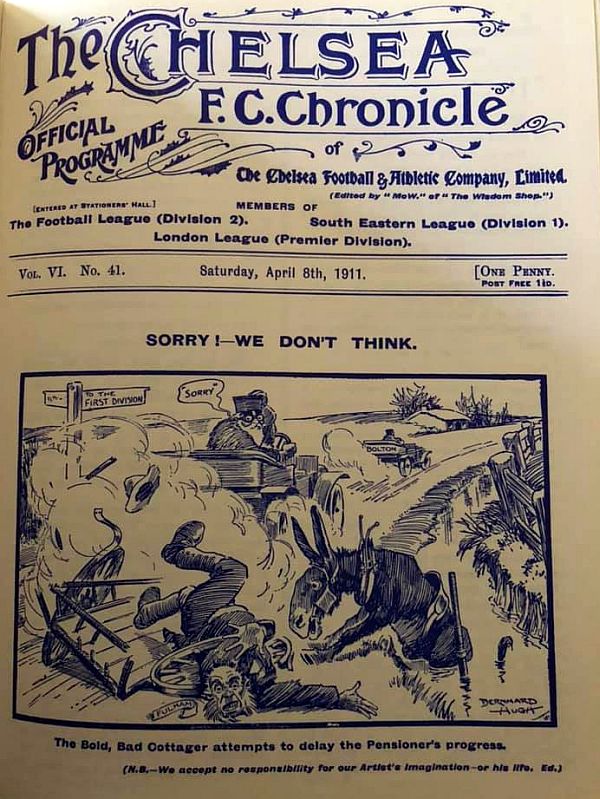 The CHELSEA
F.C. Chronicle
OFFICIAL
PROGRAMME
of
The Chelsea Football & Athletic Company, Limited.
(Edited by "MoW." of "The Wisdom Shop.")
[ENTERED AT STATIONERS' HALL.]
MEMBERS OF
The Football League (Division 2). South Eastern League (Division 1).
London League (Premier Division).
VOL. VI. No. 41. Saturday, April 8th, 1911. [ONE PENNY.
POST FREE 1½D.
SORRY!—WE DON'T THINK.
TO THE
FIRST DIVISION
"SORRY"
BOLTON
FULHAM
BERNHARD
HUGH
The Bold, Bad Cottager attempts to delay the Pensioner's progress.
(N.B.—We accept no responsibility for our Artist's imagination—or his life. Ed.)